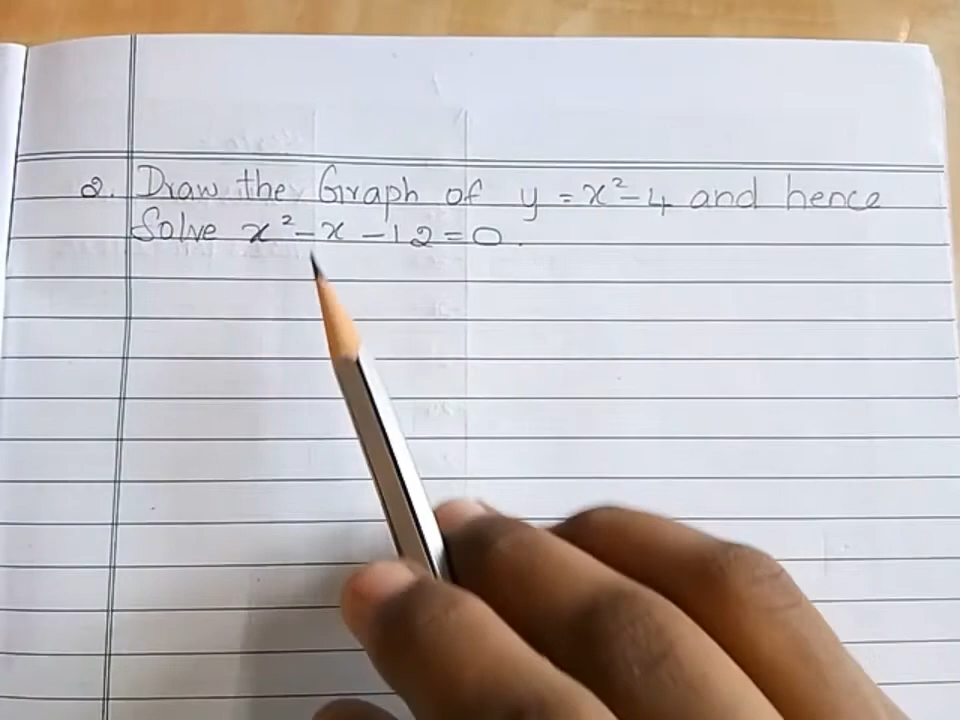 2. Draw the Graph of y = x² - 4 and hence
Solve x² - x - 12 = 0.